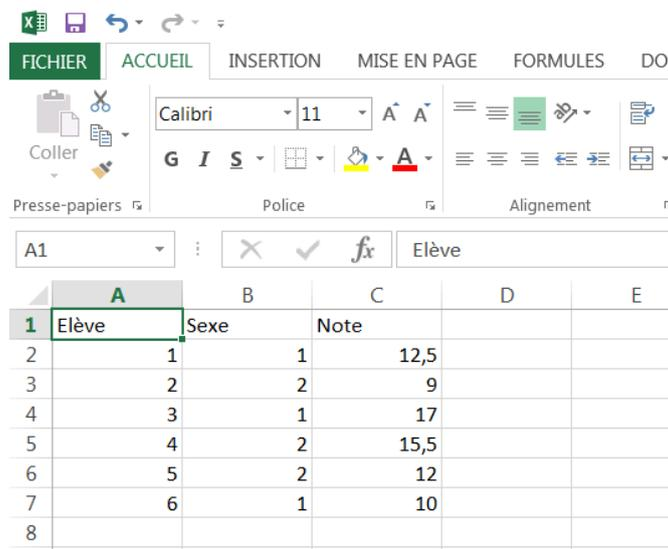 FICHIER ACCUEIL INSERTION MISE EN PAGE FORMULES DO
Calibri 11 A A
Coller
G I S A
Presse-papiers Police Alignement
A1 fx Elève
A B C D E
1 Elève Sexe Note
2 1 1 12,5
3 2 2 9
4 3 1 17
5 4 2 15,5
6 5 2 12
7 6 1 10
8